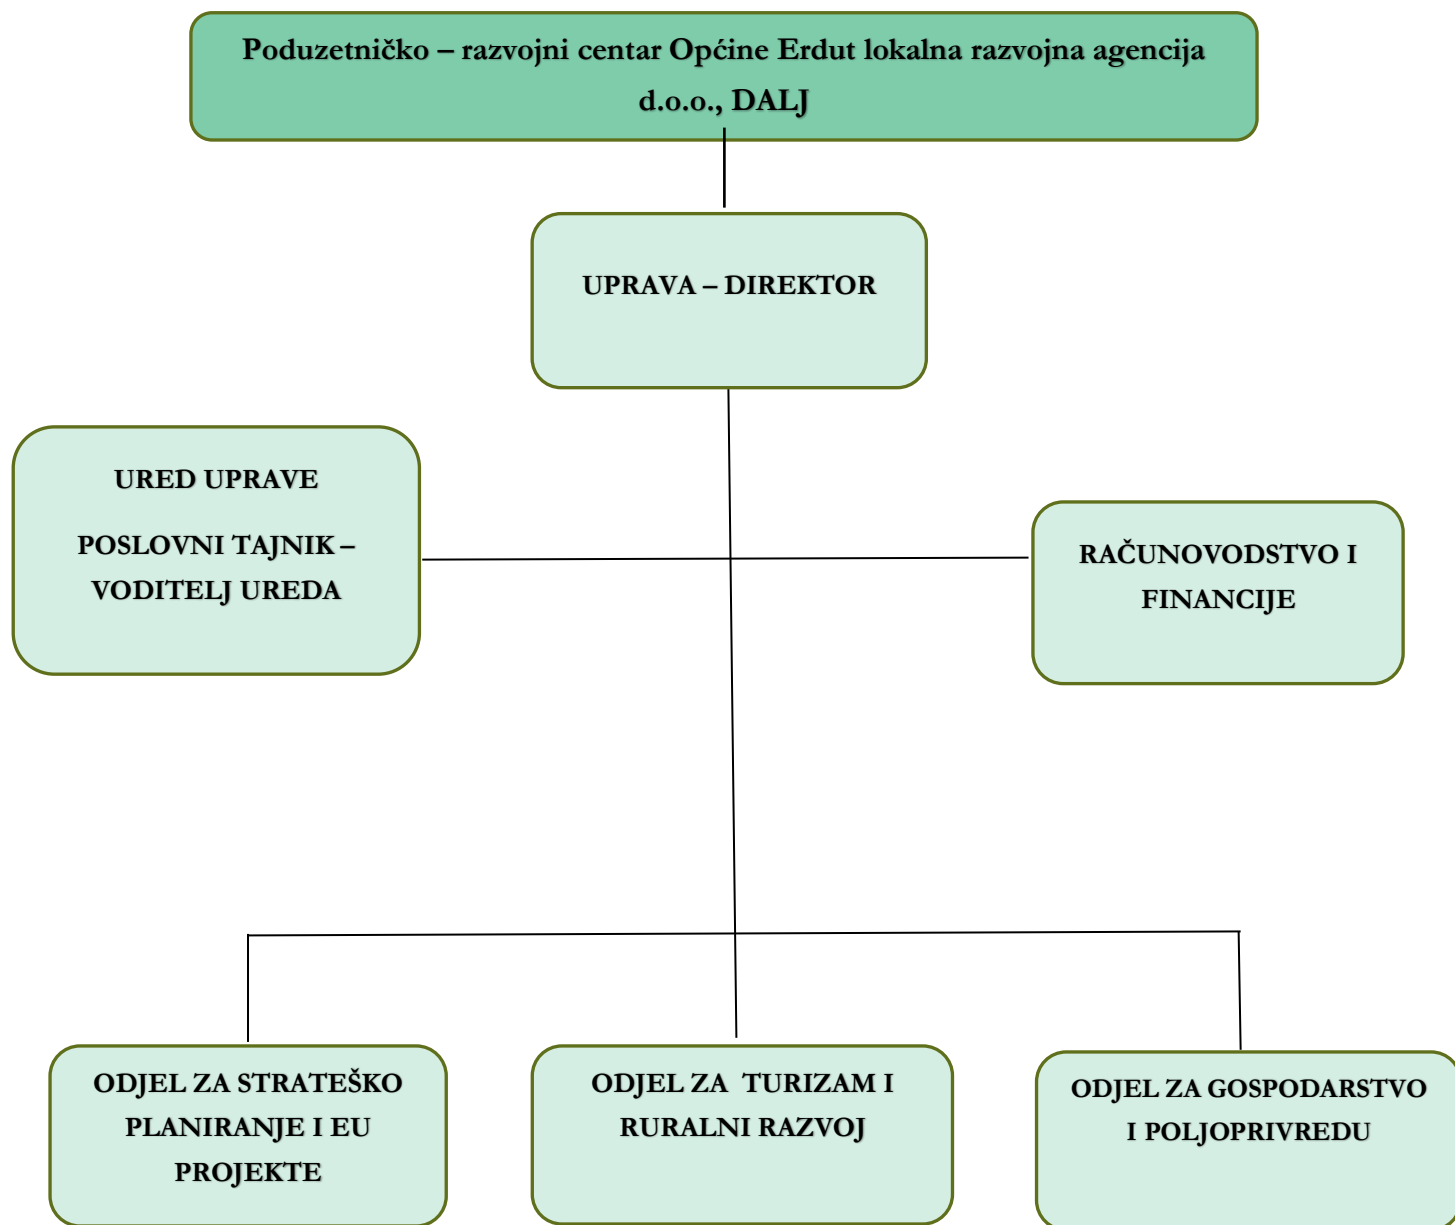 Poduzetničko – razvojni centar Općine Erdut lokalna razvojna agencija
d.o.o., DALJ
UPRAVA – DIREKTOR
URED UPRAVE
POSLOVNI TAJNIK –
VODITELJ UREDA
RAČUNOVODSTVO I
FINANCIJE
ODJEL ZA STRATEŠKO
PLANIRANJE I EU
PROJEKTE
ODJEL ZA TURIZAM I
RURALNI RAZVOJ
ODJEL ZA GOSPODARSTVO
I POLJOPRIVREDU